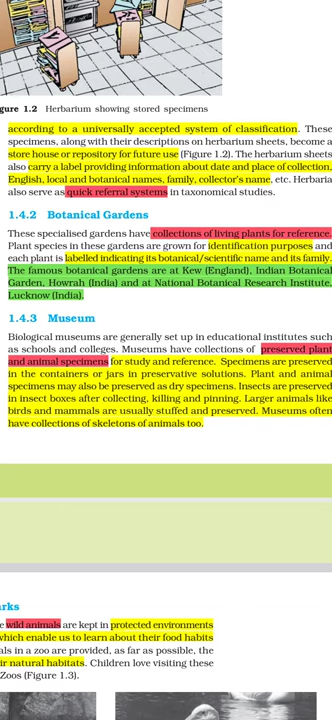 gure 1.2 Herbarium showing stored specimens
according to a universally accepted system of classification. These
specimens, along with their descriptions on herbarium sheets, become a
store house or repository for future use (Figure 1.2). The herbarium sheets
also carry a label providing information about date and place of collection,
English, local and botanical names, family, collector's name, etc. Herbaria
also serve as quick referral systems in taxonomical studies.
1.4.2 Botanical Gardens
These specialised gardens have collections of living plants for reference.
Plant species in these gardens are grown for identification purposes and
each plant is labelled indicating its botanical/scientific name and its family.
The famous botanical gardens are at Kew (England), Indian Botanical
Garden, Howrah (India) and at National Botanical Research Institute,
Lucknow (India).
1.4.3 Museum
Biological museums are generally set up in educational institutes such
as schools and colleges. Museums have collections of preserved plant
and animal specimens for study and reference. Specimens are preserved
in the containers or jars in preservative solutions. Plant and animal
specimens may also be preserved as dry specimens. Insects are preserved
in insect boxes after collecting, killing and pinning. Larger animals like
birds and mammals are usually stuffed and preserved. Museums often
have collections of skeletons of animals too.
arks
e wild animals are kept in protected environments
which enable us to learn about their food habits
als in a zoo are provided, as far as possible, the
ir natural habitats. Children love visiting these
Zoos (Figure 1.3).